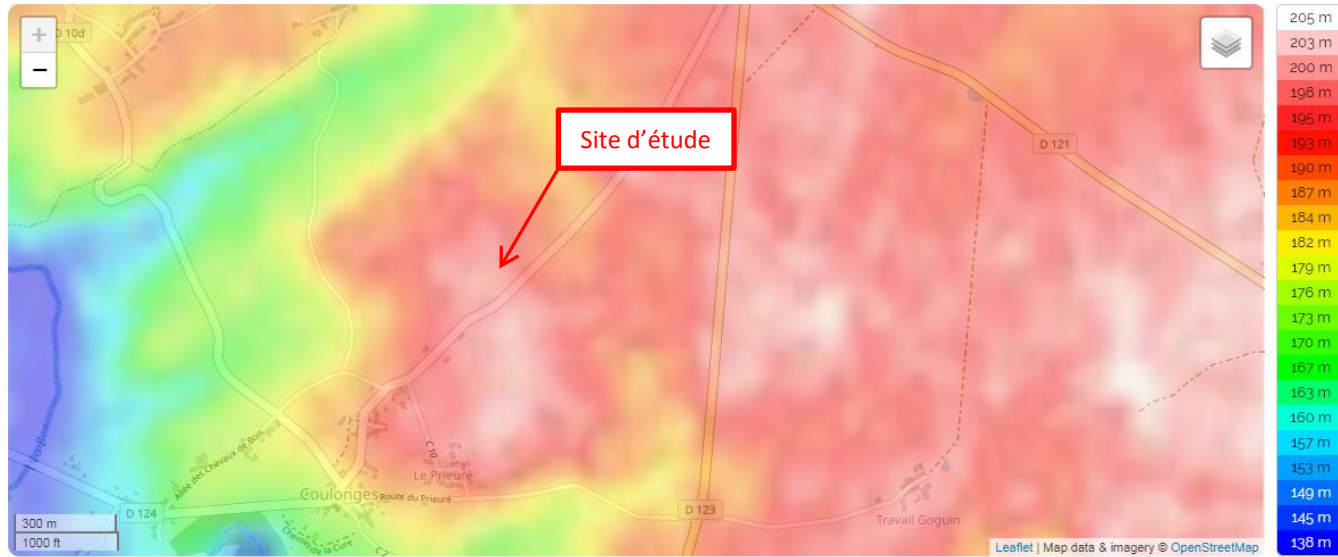 +
D 10d
−
Site d'étude
D 121
Allée des Chevaux de Bois
C 10
Le Prieuré
Coulonges
Route du Prieuré
D 124
D 123
Travail Goguin
Chemin de la Cure
C 2
300 m
1000 ft
Leaflet | Map data & imagery © OpenStreetMap
205 m
203 m
200 m
198 m
195 m
193 m
190 m
187 m
184 m
182 m
179 m
176 m
173 m
170 m
167 m
163 m
160 m
157 m
153 m
149 m
145 m
138 m